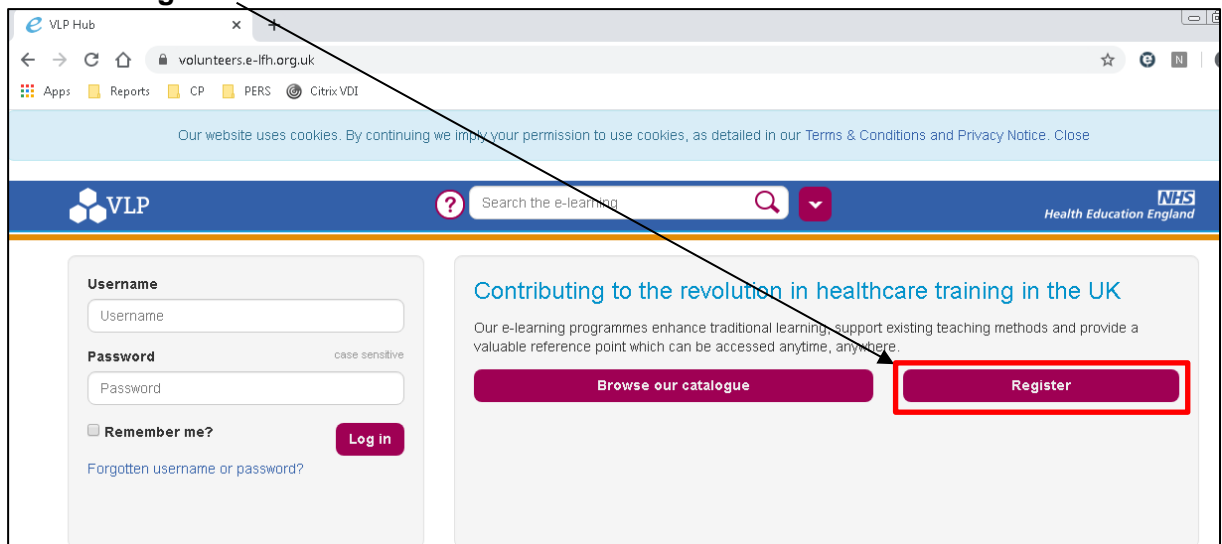 VLP Hub
volunteers.e-lfh.org.uk
Apps Reports CP PERS Citrix VDI
Our website uses cookies. By continuing we imply your permission to use cookies, as detailed in our Terms & Conditions and Privacy Notice. Close
VLP
? Search the e-learning
NHS
Health Education England
Username
Username
Password case sensitive
Password
Remember me?
Log in
Forgotten username or password?
Contributing to the revolution in healthcare training in the UK
Our e-learning programmes enhance traditional learning, support existing teaching methods and provide a
valuable reference point which can be accessed anytime, anywhere.
Browse our catalogue Register